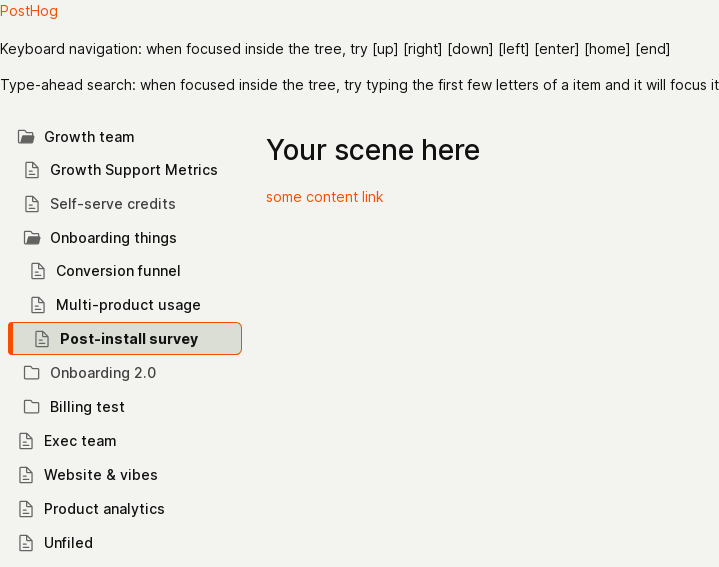 PostHog
Keyboard navigation: when focused inside the tree, try [up] [right] [down] [left] [enter] [home] [end]
Type-ahead search: when focused inside the tree, try typing the first few letters of a item and it will focus it
Growth team
Growth Support Metrics
Self-serve credits
Onboarding things
Conversion funnel
Multi-product usage
Post-install survey
Onboarding 2.0
Billing test
Exec team
Website & vibes
Product analytics
Unfiled
Your scene here
some content link